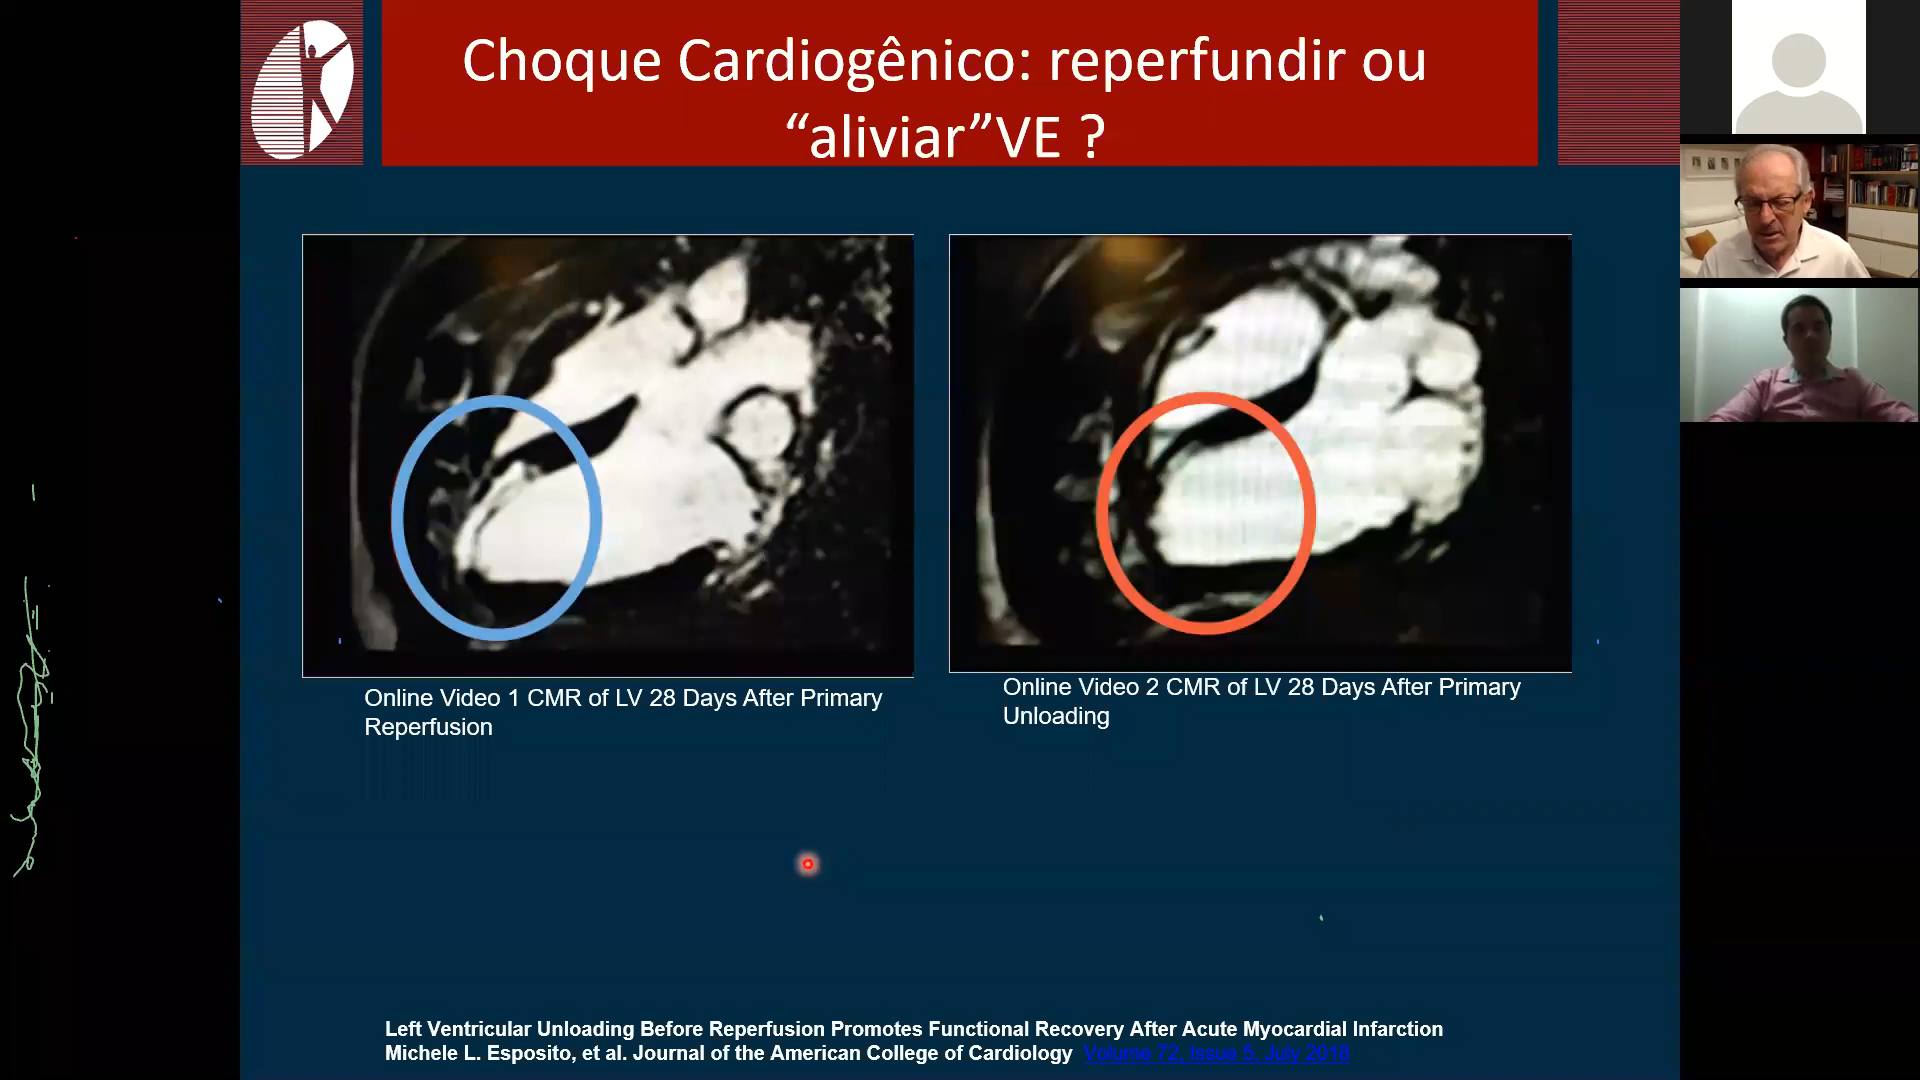 Choque Cardiogênico: reperfundir ou
“aliviar”VE ?
Online Video 1 CMR of LV 28 Days After Primary
Reperfusion
Online Video 2 CMR of LV 28 Days After Primary
Unloading
Left Ventricular Unloading Before Reperfusion Promotes Functional Recovery After Acute Myocardial Infarction
Michele L. Esposito, et al. Journal of the American College of Cardiology Volume 72, Issue 5, July 2018